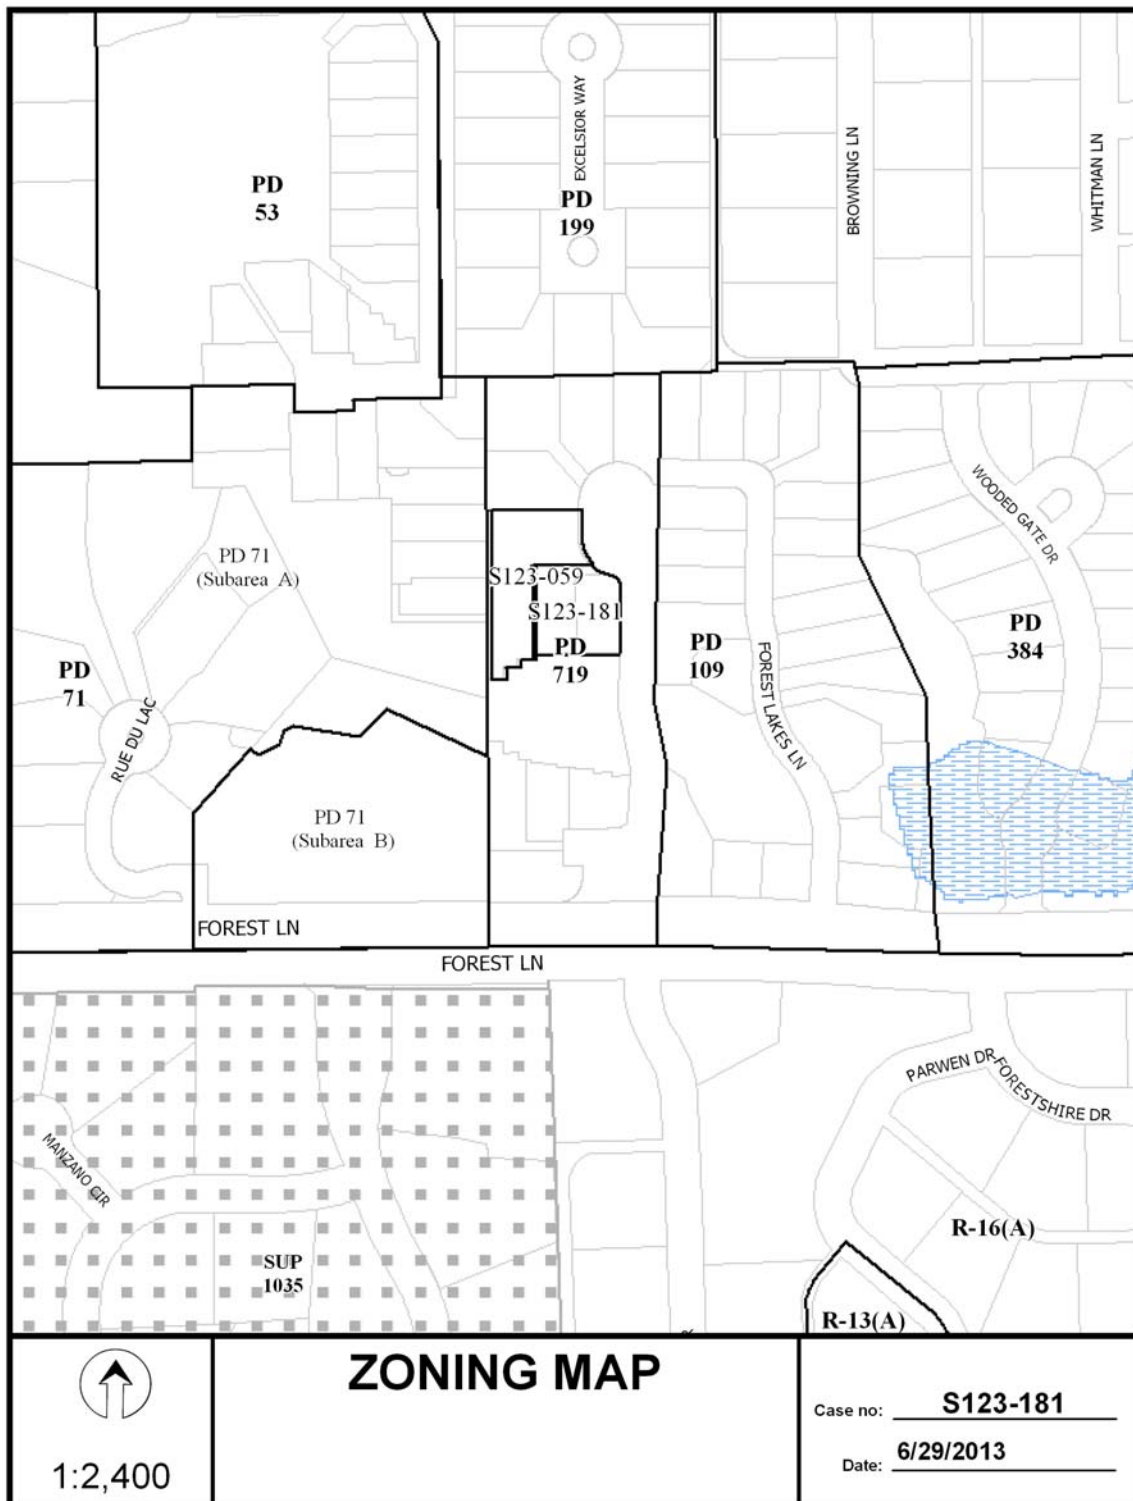 EXCELSIOR WAY
BROWNING LN
WHITMAN LN
PD
53
PD
199
WOODED GATE DR
PD 71
(Subarea A)
S123-059
S123-181
PD
719
PD
109
PD
384
PD
71
FOREST LAKES LN
RUE DU LAC
PD 71
(Subarea B)
FOREST LN
FOREST LN
PARWEN DR
FORESTSHIRE DR
MANZANO CIR
R-16(A)
SUP
1035
R-13(A)
ZONING MAP
1:2,400
Case no: S123-181
Date: 6/29/2013